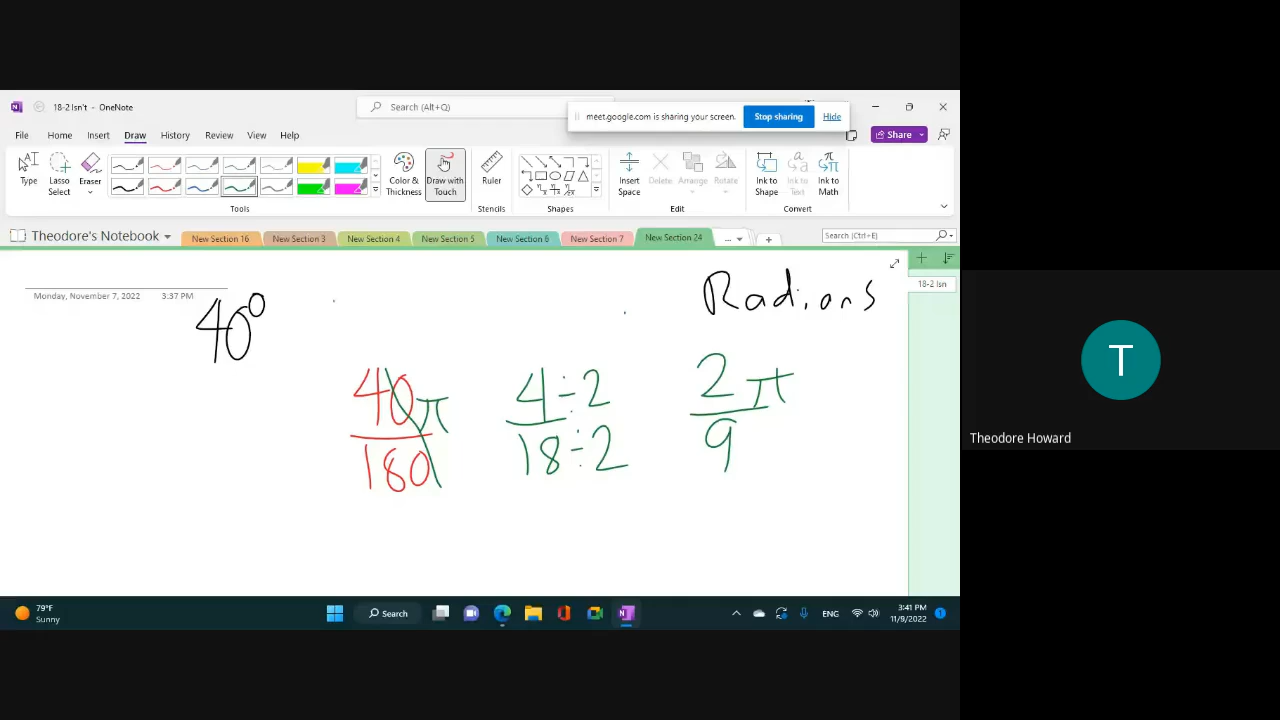 18-2 Isn't - OneNote
Search (Alt+Q)
meet.google.com is sharing your screen.
Stop sharing
Hide
File Home Insert Draw History Review View Help
Share
Type
Lasso Select
Eraser
Color & Thickness
Draw with Touch
Ruler
Insert Space
Delete
Arrange
Rotate
Ink to Shape
Ink to Text
Ink to Math
Tools
Stencils
Shapes
Edit
Convert
Theodore's Notebook
New Section 16
New Section 3
New Section 4
New Section 5
New Section 6
New Section 7
New Section 24
...
Search (Ctrl+E)
18-2 Isn
Monday, November 7, 2022 3:37 PM
40°
Radians
40π
180
4÷2
18÷2
2π
9
T
Theodore Howard
79°F
Sunny
Search
ENG
3:41 PM
11/9/2022
1